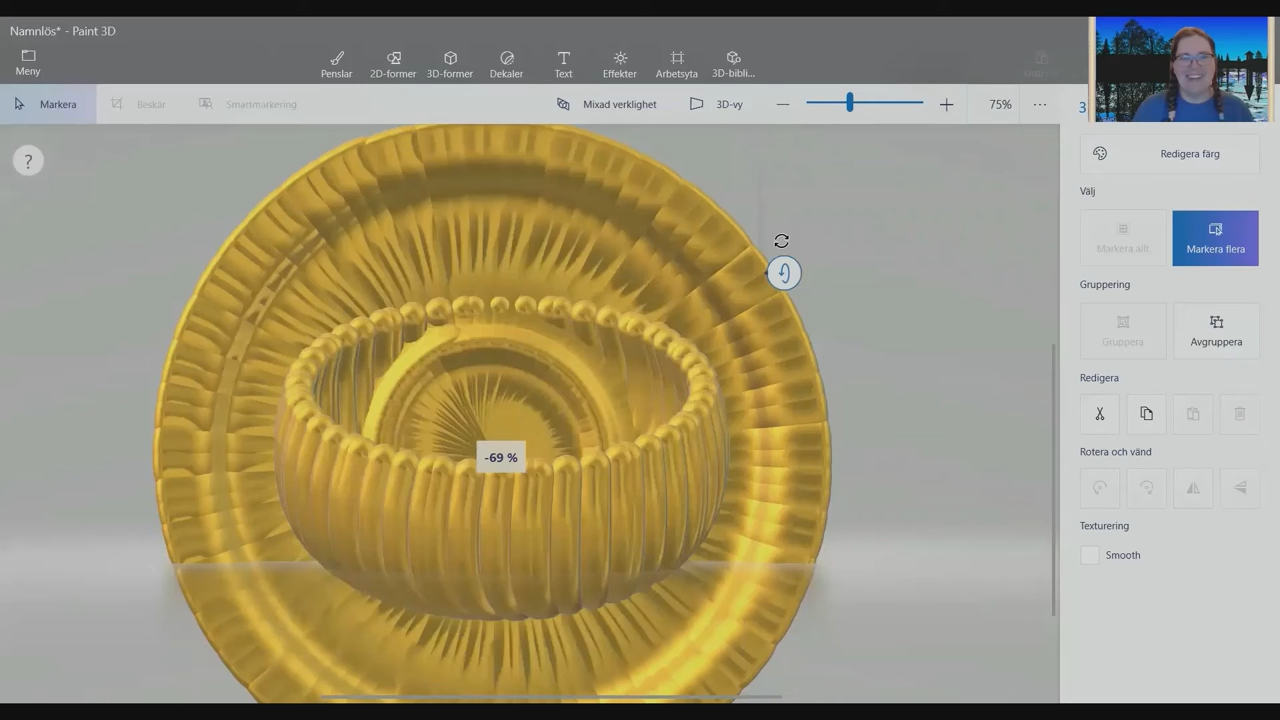 Namnlös* - Paint 3D
Meny
Penslar
2D-former
3D-former
Dekaler
Text
Effekter
Arbetsyta
3D-bibli...
Markera
Beskär
Smartmarkering
Mixad verklighet
3D-vy
75%
3
?
Redigera färg
Välj
Markera allt
Markera flera
Gruppering
Gruppera
Avgruppera
Redigera
Rotera och vänd
Texturering
Smooth
-69 %